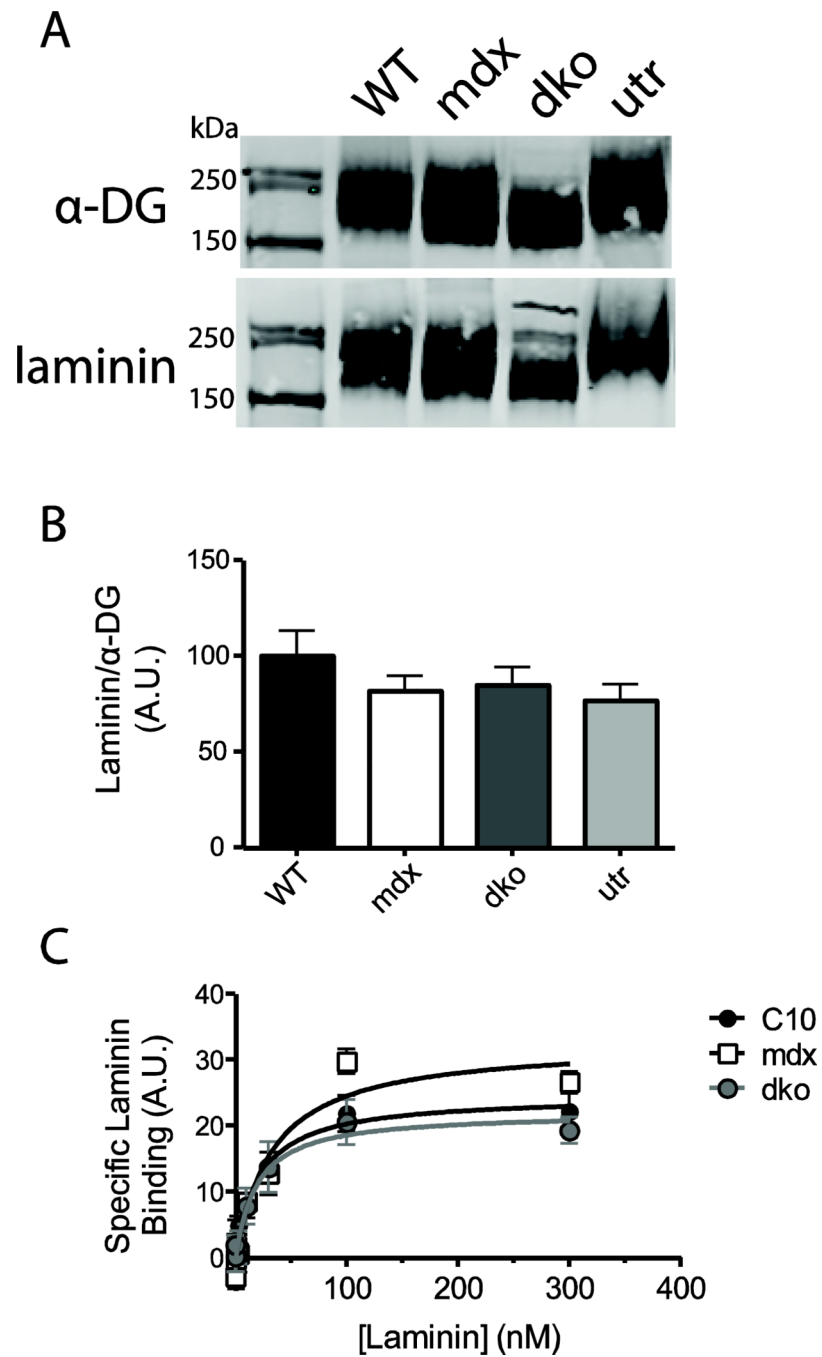 A
WT mdx dko utr
kDa
250
α-DG
150
250
laminin
150
B
150
100
50
0
Laminin/α-DG
(A.U.)
WT mdx dko utr
C
40
30
20
10
0
Specific Laminin
Binding (A.U.)
100 200 300 400
[Laminin] (nM)
C10
mdx
dko